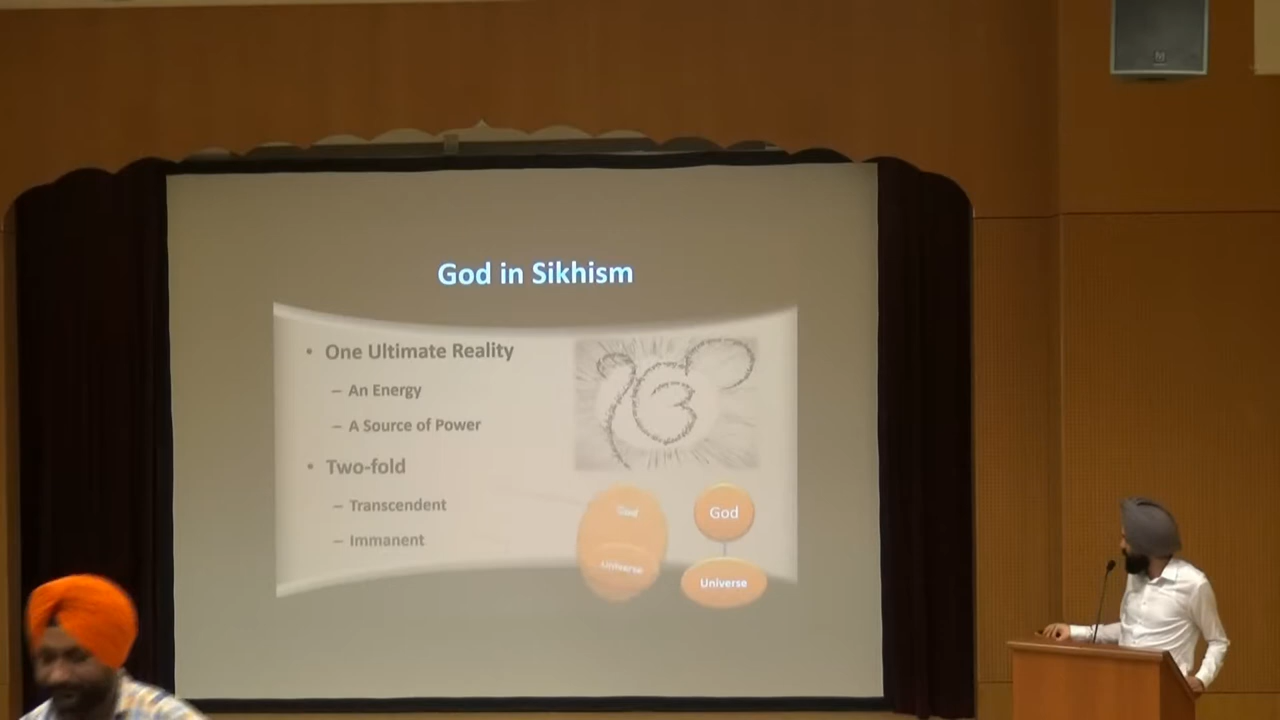 God in Sikhism
• One Ultimate Reality
– An Energy
– A Source of Power
• Two-fold
– Transcendent
– Immanent
ੴ
God
Universe
God
Universe